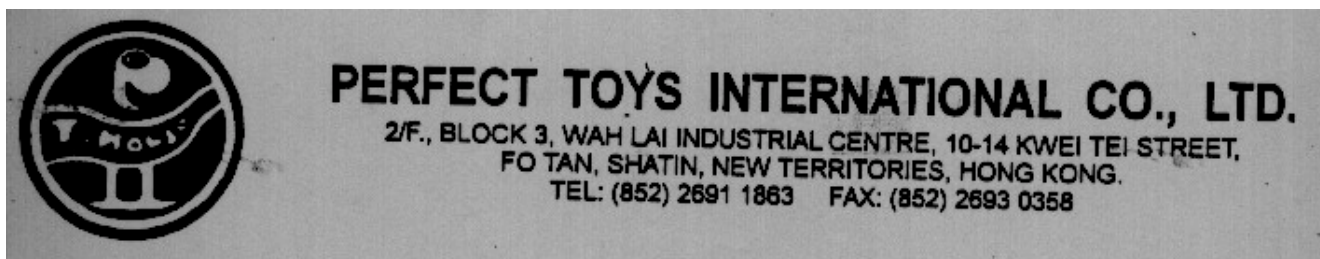 PERFECT TOYS INTERNATIONAL CO., LTD.
2/F., BLOCK 3, WAH LAI INDUSTRIAL CENTRE, 10-14 KWEI TEI STREET,
FO TAN, SHATIN, NEW TERRITORIES, HONG KONG.
TEL: (852) 2691 1863 FAX: (852) 2693 0358